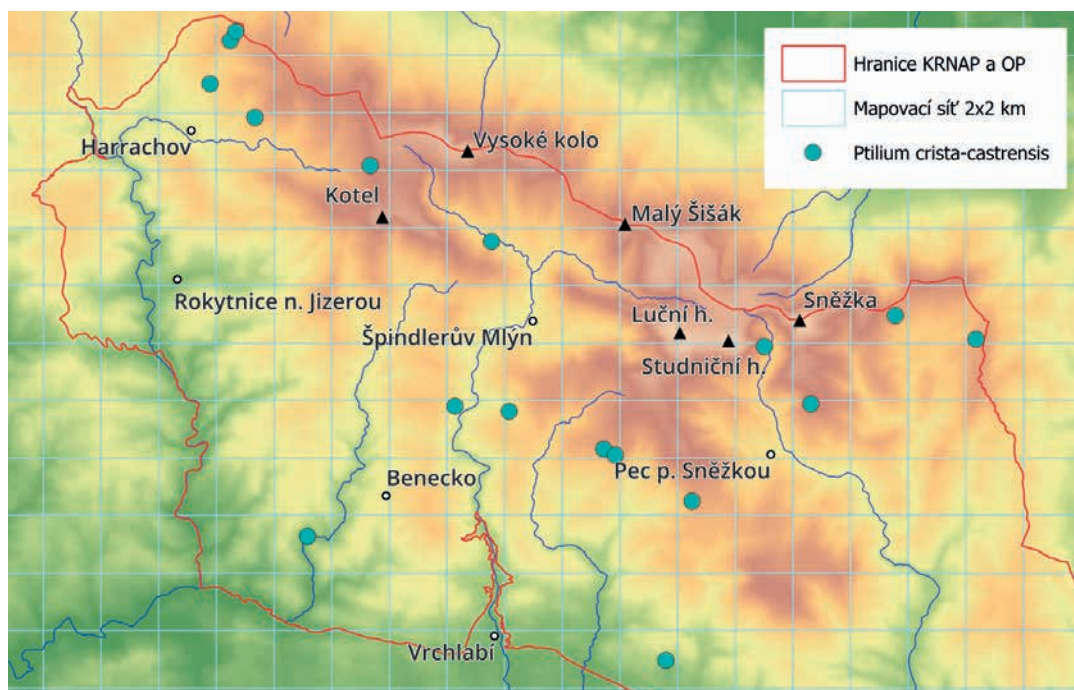 Hranice KRNAP a OP
Mapovací síť 2x2 km
Ptilium crista-castrensis
Harrachov
Vysoké kolo
Kotel
Malý Šišák
Rokytnice n. Jizerou
Špindlerův Mlýn
Luční h.
Sněžka
Studniční h.
Benecko
Pec p. Sněžkou
Vrchlabí